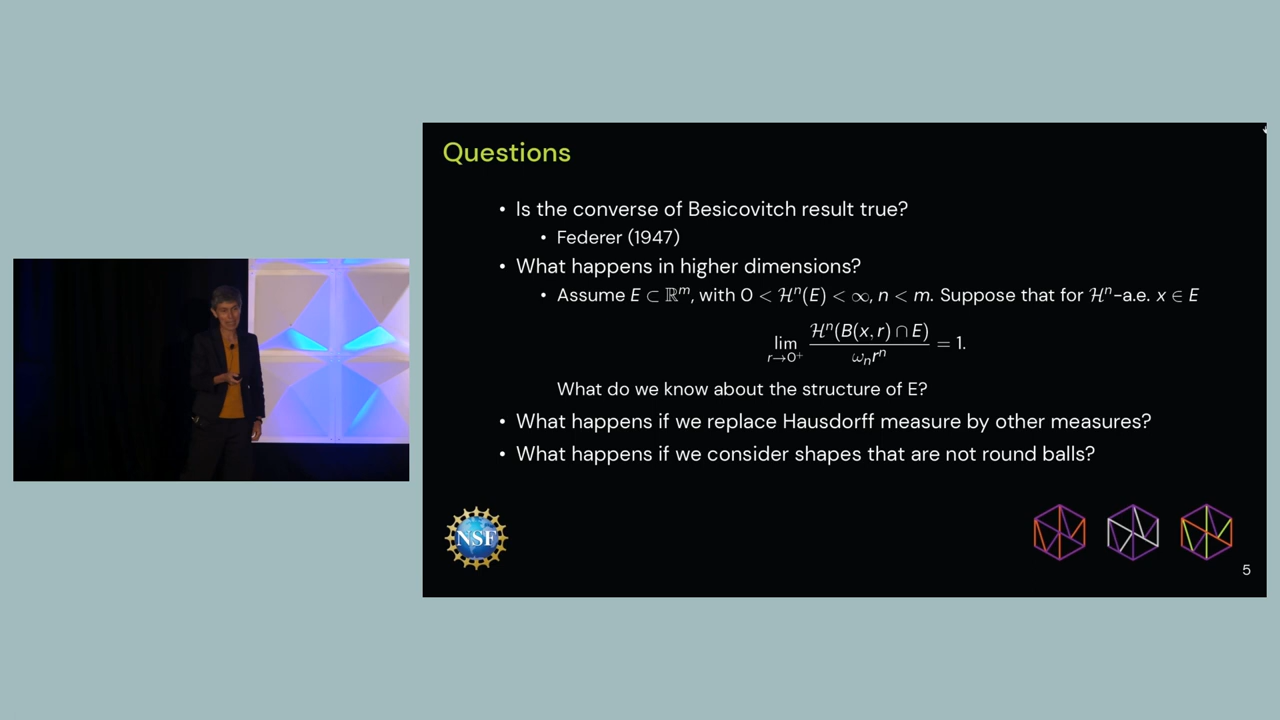 Questions
• Is the converse of Besicovitch result true?
• Federer (1947)
• What happens in higher dimensions?
• Assume E ⊂ ℝᵐ, with 0 < ℋⁿ(E) < ∞, n < m. Suppose that for ℋⁿ–a.e. x ∈ E
lim_{r→0⁺} ℋⁿ(B(x, r) ∩ E) / ωₙrⁿ = 1.
What do we know about the structure of E?
• What happens if we replace Hausdorff measure by other measures?
• What happens if we consider shapes that are not round balls?
NSF
5